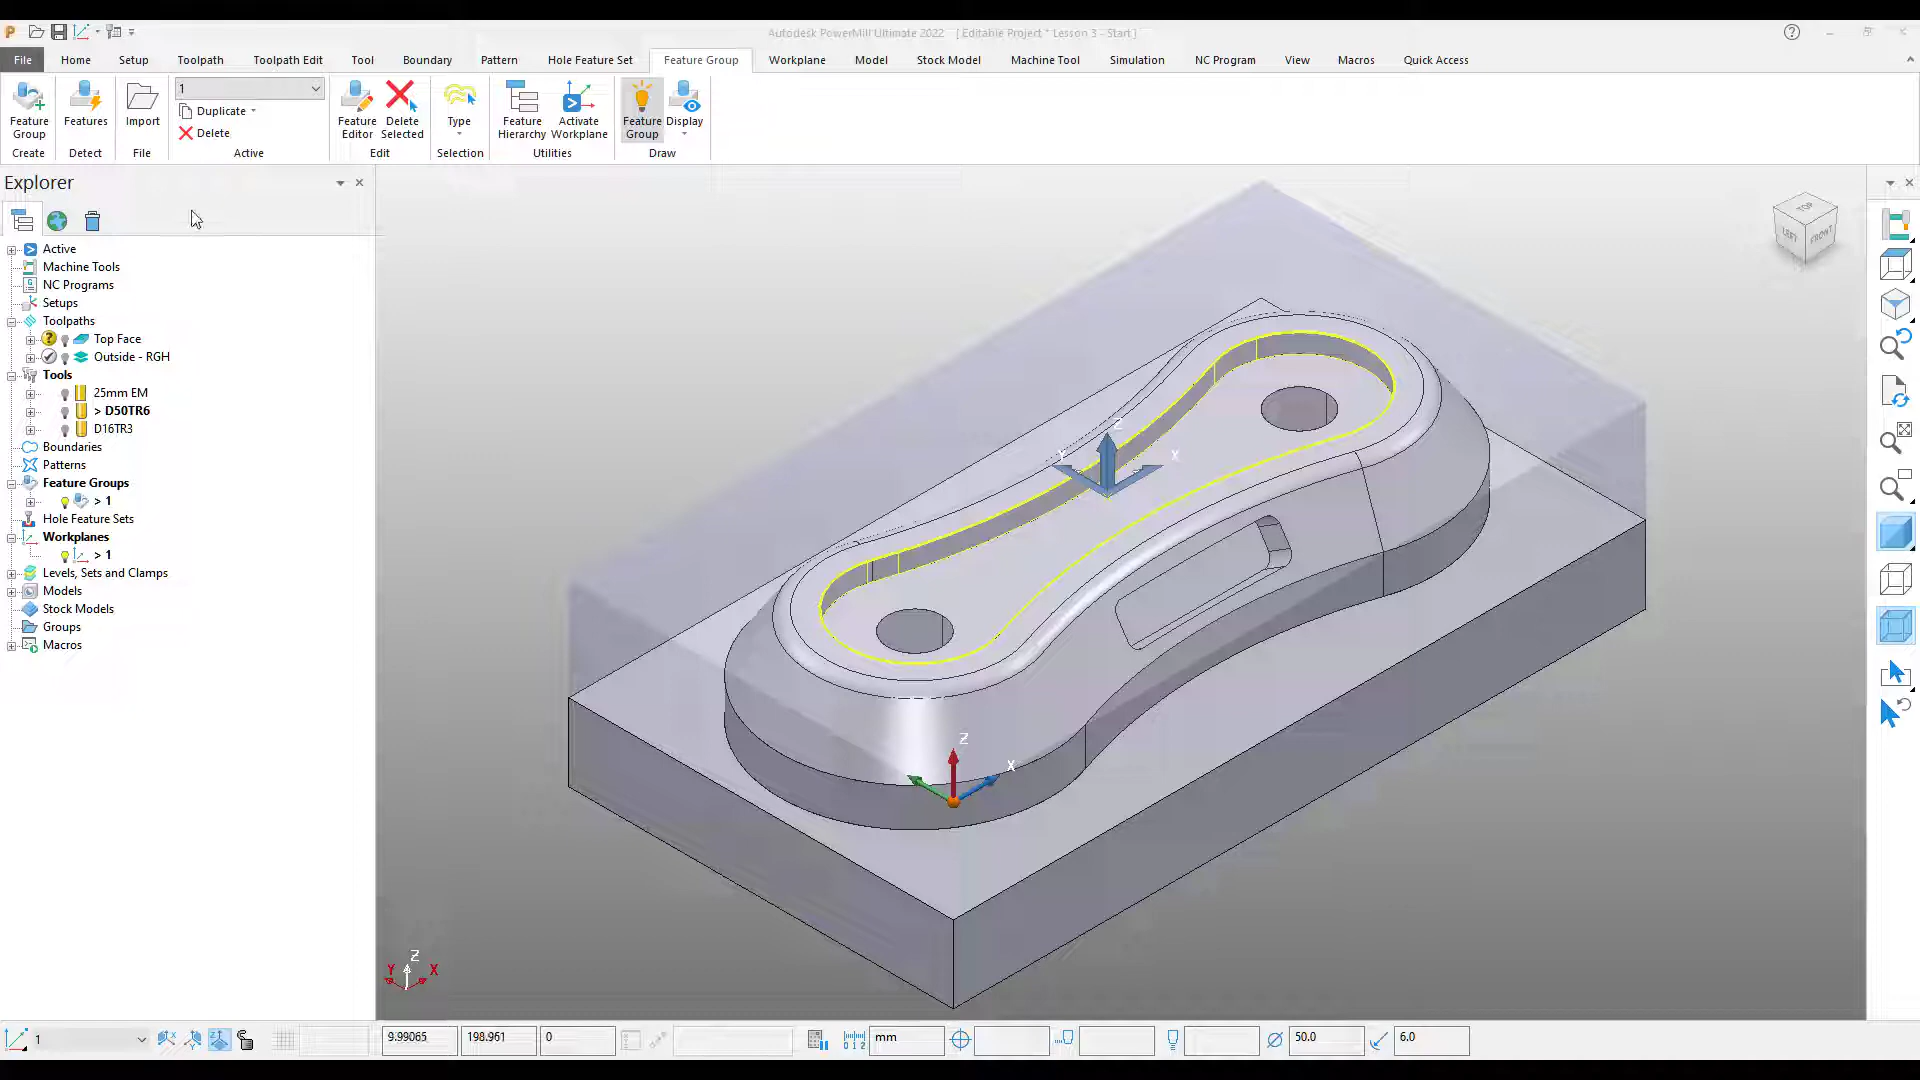 Autodesk PowerMill Ultimate 2022 [ Editable Project * Lesson 3 - Start ]
File Home Setup Toolpath Toolpath Edit Tool Boundary Pattern Hole Feature Set Feature Group Workplane Model Stock Model Machine Tool Simulation NC Program View Macros Quick Access
1
Duplicate
Delete
Feature Group
Features
Import
Feature Editor
Delete Selected
Type
Feature Hierarchy
Activate Workplane
Feature Group
Display
Create Detect File Active Edit Selection Utilities Draw
Explorer
Active
Machine Tools
NC Programs
Setups
Toolpaths
Top Face
Outside - RGH
Tools
25mm EM
> D50TR6
D16TR3
Boundaries
Patterns
Feature Groups
> 1
Hole Feature Sets
Workplanes
> 1
Levels, Sets and Clamps
Models
Stock Models
Groups
Macros
TOP
LEFT FRONT
Z
Y X
Z
X
Z
Y X
1 9.99065 198.961 0 mm 50.0 6.0